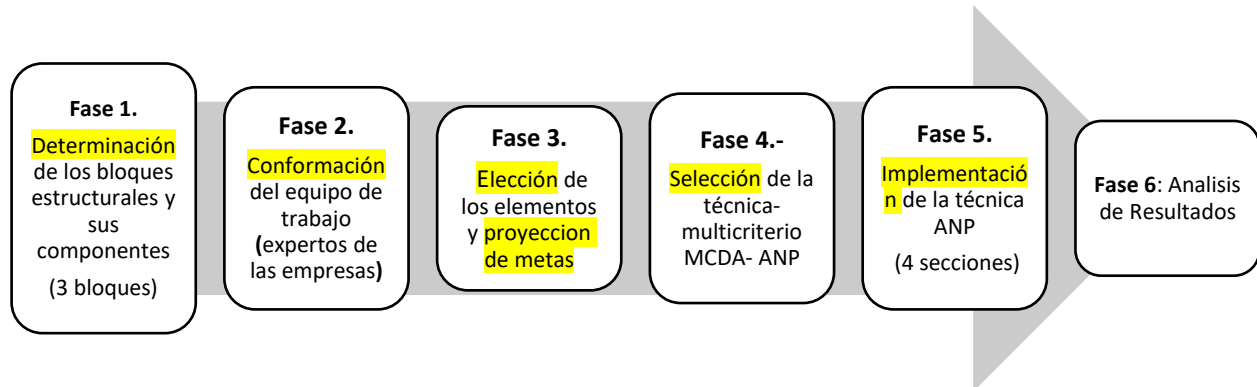 Fase 1.
Determinación
de los bloques
estructurales y
sus
componentes
(3 bloques)
Fase 2.
Conformación
del equipo de
trabajo
(expertos de
las empresas)
Fase 3.
Elección de
los elementos
y proyeccion
de metas
Fase 4.-
Selección de la
técnica-
multicriterio
MCDA- ANP
Fase 5.
Implementació
n de la técnica
ANP
(4 secciones)
Fase 6: Analisis
de Resultados